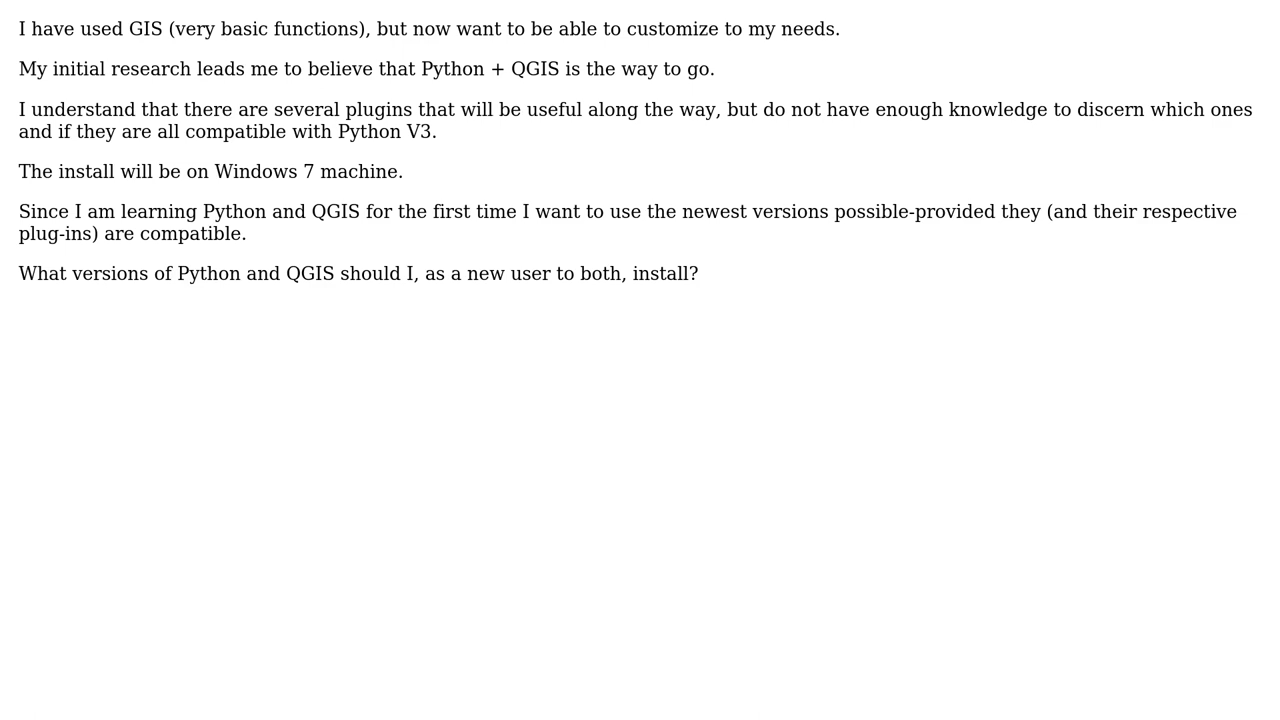 I have used GIS (very basic functions), but now want to be able to customize to my needs.
My initial research leads me to believe that Python + QGIS is the way to go.
I understand that there are several plugins that will be useful along the way, but do not have enough knowledge to discern which ones
and if they are all compatible with Python V3.
The install will be on Windows 7 machine.
Since I am learning Python and QGIS for the first time I want to use the newest versions possible-provided they (and their respective
plug-ins) are compatible.
What versions of Python and QGIS should I, as a new user to both, install?